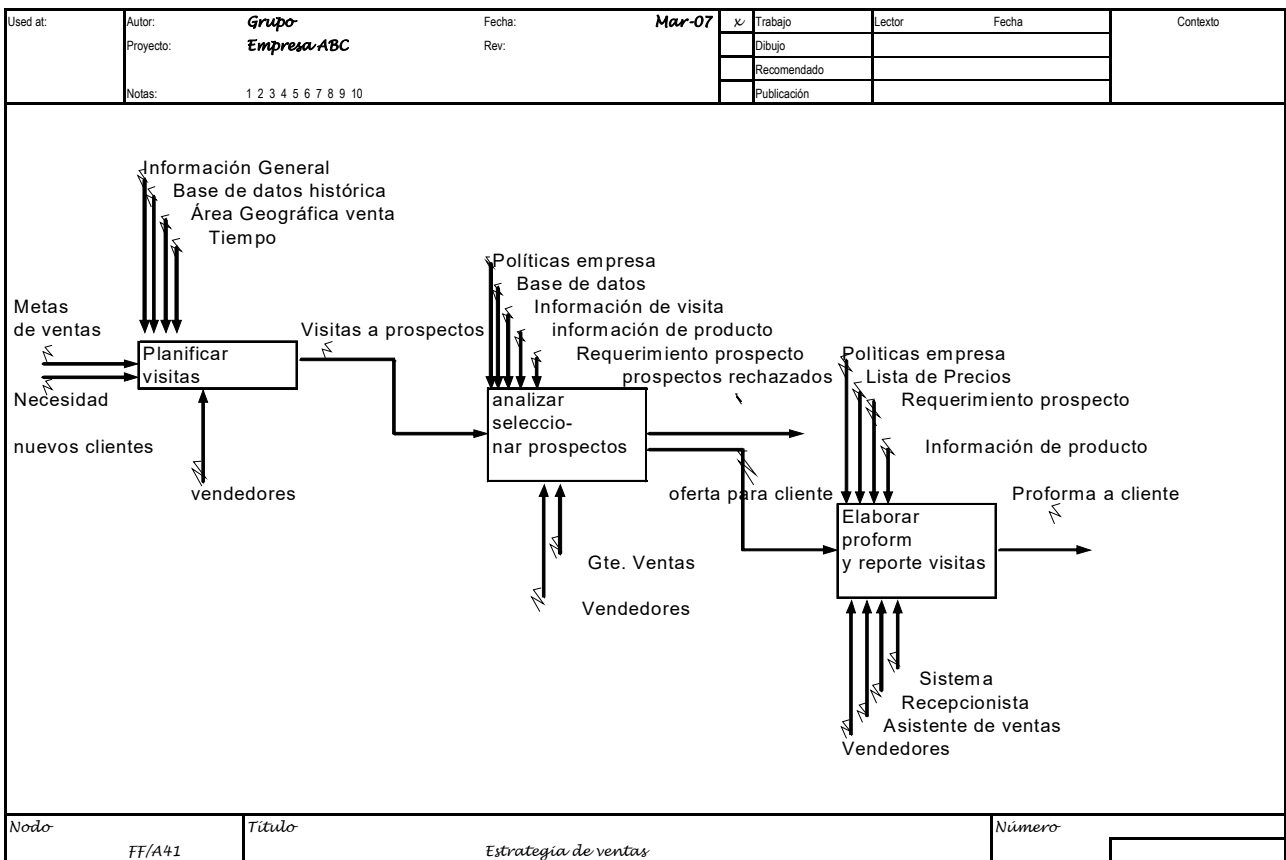 Used at:
Autor: Grupo Fecha: Mar-07 x Trabajo Lector Fecha Contexto
Proyecto: Empresa ABC Rev: Dibujo
Recomendado
Notas: 1 2 3 4 5 6 7 8 9 10 Publicación
Información General
Base de datos histórica
Área Geográfica venta
Tiempo
Metas
de ventas
Necesidad
nuevos clientes
Planificar
visitas
vendedores
Visitas a prospectos
Políticas empresa
Base de datos
Información de visita
información de producto
Requerimiento prospecto
prospectos rechazados
analizar
seleccio-
nar prospectos
Gte. Ventas
Vendedores
oferta para cliente
Polìticas empresa
Lista de Precios
Requerimiento prospecto
Información de producto
Elaborar
proform
y reporte visitas
Proforma a cliente
Sistema
Recepcionista
Asistente de ventas
Vendedores
Nodo Título Número
FF/A41 Estrategia de ventas